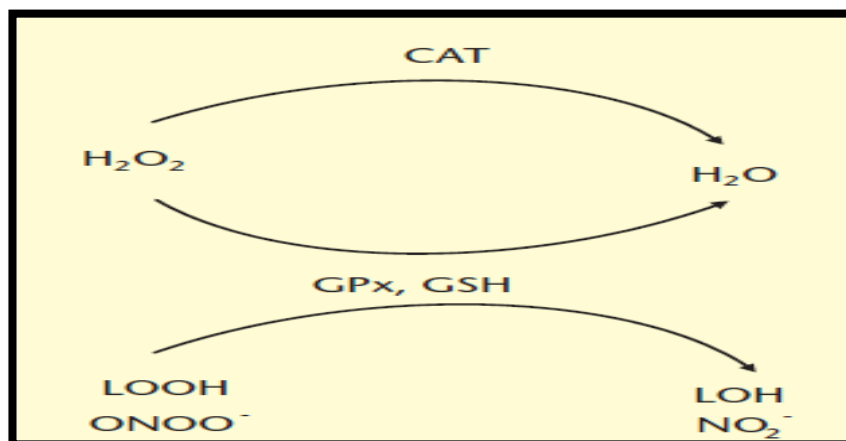 CAT
H₂O₂
H₂O
GPx, GSH
LOOH
LOH
ONOO⁻
NO₂⁻